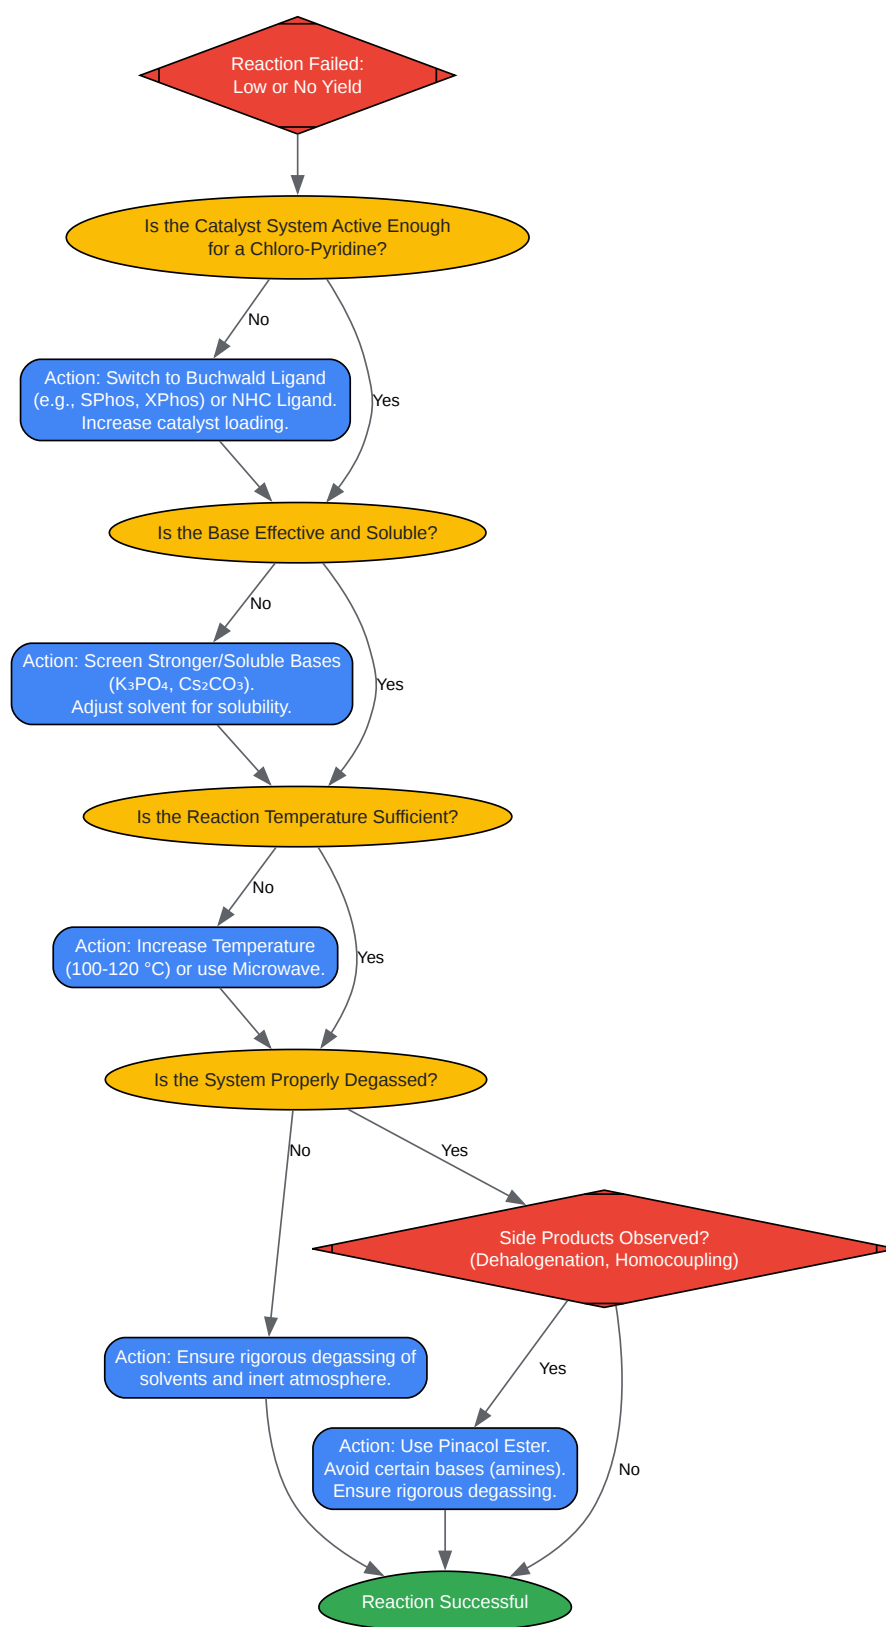 Reaction Failed:
Low or No Yield
Is the Catalyst System Active Enough
for a Chloro-Pyridine?
No
Action: Switch to Buchwald Ligand
(e.g., SPhos, XPhos) or NHC Ligand.
Increase catalyst loading.
Yes
Is the Base Effective and Soluble?
No
Action: Screen Stronger/Soluble Bases
(K₃PO₄, Cs₂CO₃).
Adjust solvent for solubility.
Yes
Is the Reaction Temperature Sufficient?
No
Action: Increase Temperature
(100-120 °C) or use Microwave.
Yes
Is the System Properly Degassed?
No
Yes
Side Products Observed?
(Dehalogenation, Homocoupling)
Action: Ensure rigorous degassing of
solvents and inert atmosphere.
Yes
Action: Use Pinacol Ester.
Avoid certain bases (amines).
Ensure rigorous degassing.
No
Reaction Successful